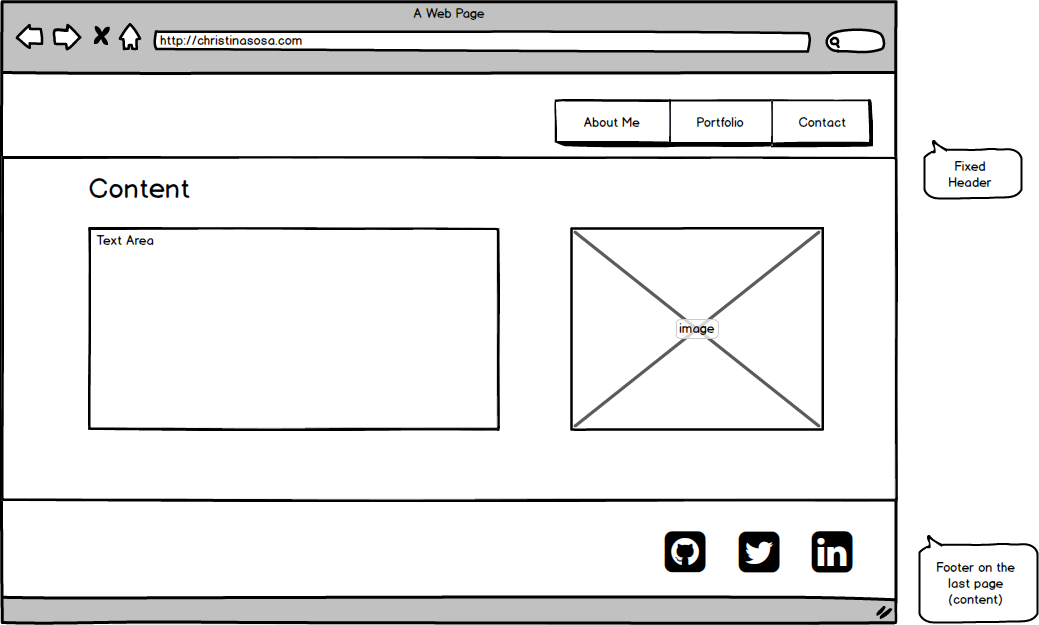 A Web Page
http://christinasosa.com
About Me
Portfolio
Contact
Fixed
Header
Content
Text Area
image
in
Footer on the
last page
(content)